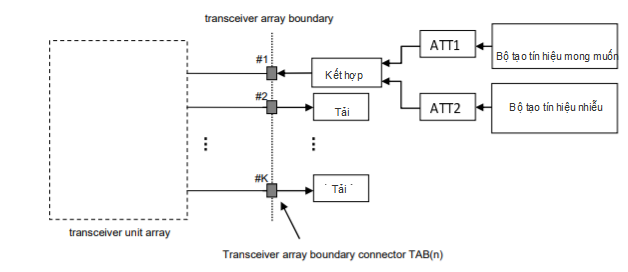 transceiver array boundary
#1
ATT1
Bộ tạo tín hiệu mong muốn
Kết hợp
#2
Tải
ATT2
Bộ tạo tín hiệu nhiễu
#K
Tải
transceiver unit array
Transceiver array boundary connector TAB(n)